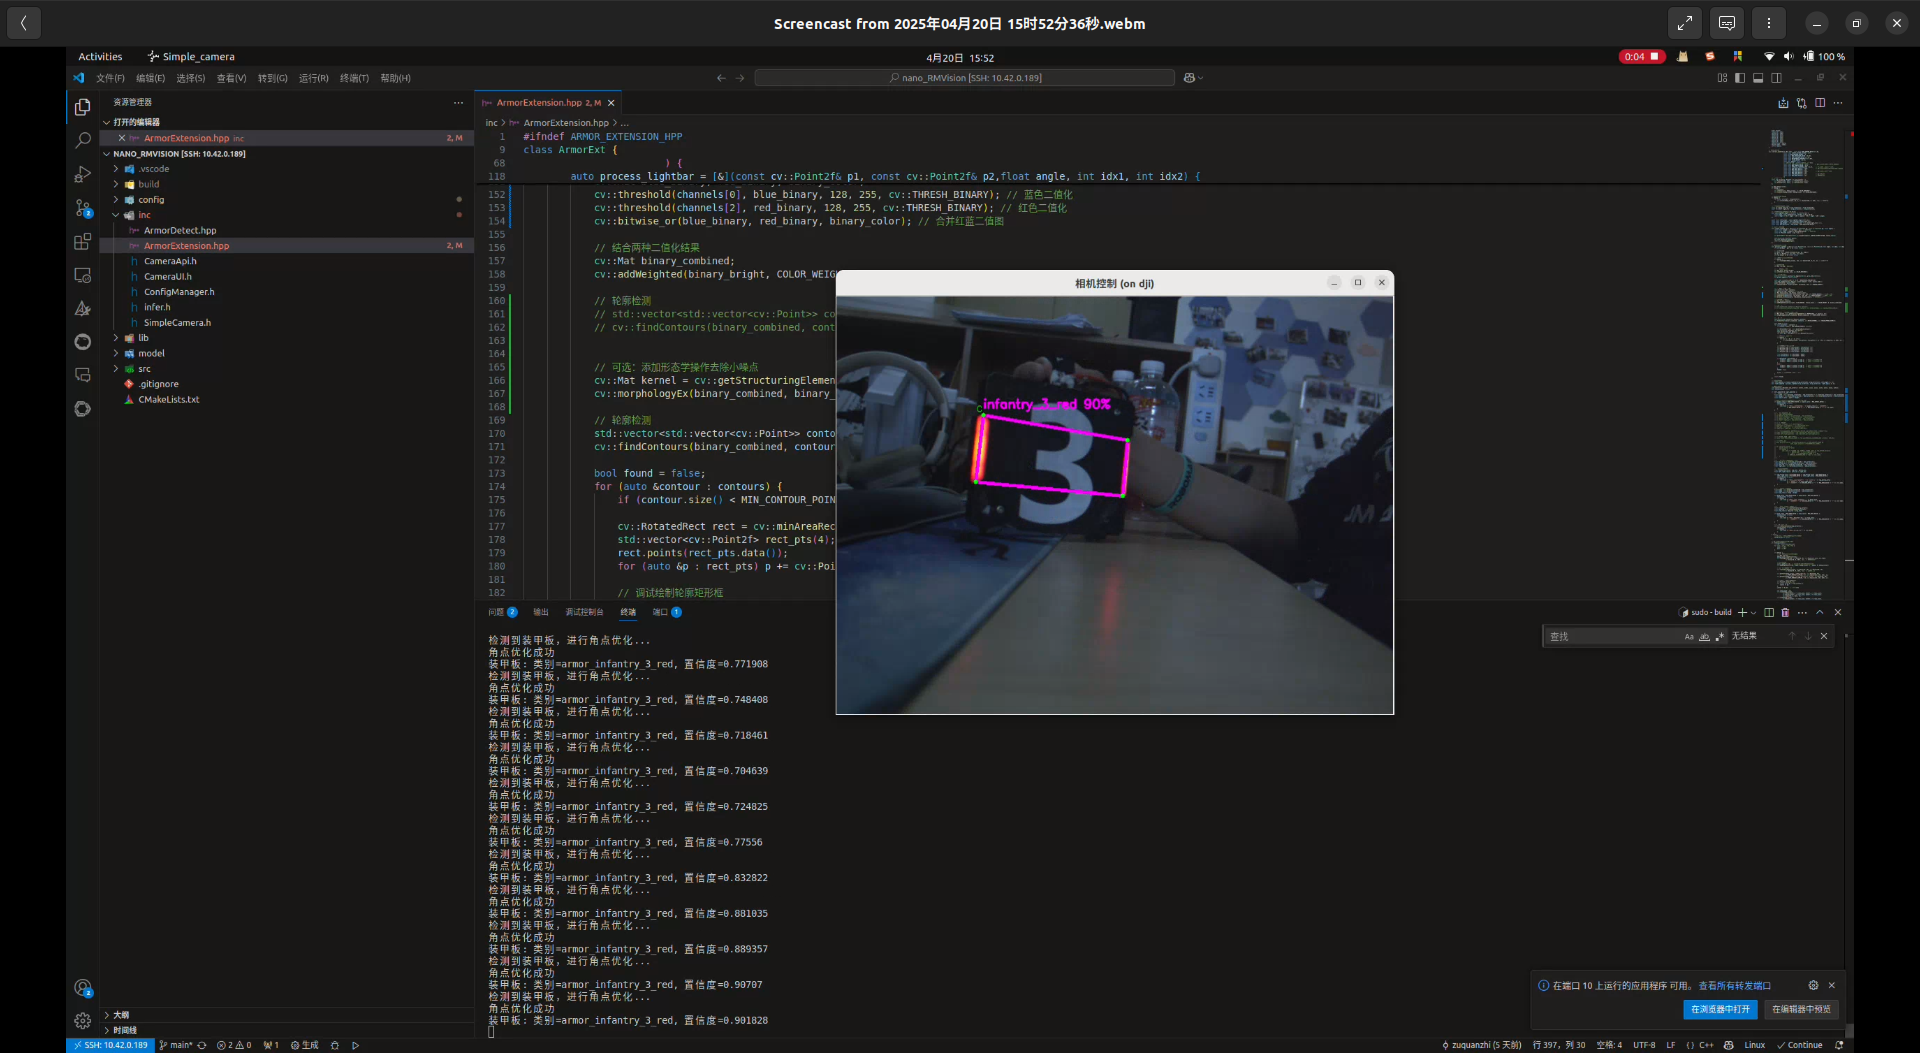 Screencast from 2025年04月20日 15时52分36秒.webm
Activities
Simple_camera
4月20日 15:52
0:04
100 %
文件(F) 编辑(E) 选择(S) 查看(V) 转到(G) 运行(R) 终端(T) 帮助(H)
nano_RMVision [SSH: 10.42.0.189]
资源管理器
打开的编辑器
ArmorExtension.hpp inc 2, M
NANO_RMVISION [SSH: 10.42.0.189]
.vscode
build
config
inc
ArmorDetect.hpp
ArmorExtension.hpp 2, M
CameraApi.h
CameraUI.h
ConfigManager.h
infer.h
SimpleCamera.h
lib
model
src
.gitignore
CMakeLists.txt
大纲
时间线
ArmorExtension.hpp 2, M
inc > ArmorExtension.hpp > ...
1 #ifndef ARMOR_EXTENSION_HPP
9 class ArmorExt {
68 ) {
118 auto process_lightbar = [&](const cv::Point2f& p1, const cv::Point2f& p2,float angle, int idx1, int idx2) {
152 cv::threshold(channels[0], blue_binary, 128, 255, cv::THRESH_BINARY); // 蓝色二值化
153 cv::threshold(channels[2], red_binary, 128, 255, cv::THRESH_BINARY); // 红色二值化
154 cv::bitwise_or(blue_binary, red_binary, binary_color); // 合并红蓝二值图
155
156 // 结合两种二值化结果
157 cv::Mat binary_combined;
158 cv::addWeighted(binary_bright, COLOR_WEIG
159
160 // 轮廓检测
161 // std::vector<std::vector<cv::Point>> co
162 // cv::findContours(binary_combined, cont
163
164
165 // 可选: 添加形态学操作去除小噪点
166 cv::Mat kernel = cv::getStructuringElemen
167 cv::morphologyEx(binary_combined, binary_
168
169 // 轮廓检测
170 std::vector<std::vector<cv::Point>> conto
171 cv::findContours(binary_combined, contour
172
173 bool found = false;
174 for (auto &contour : contours) {
175 if (contour.size() < MIN_CONTOUR_POIN
176
177 cv::RotatedRect rect = cv::minAreaRec
178 std::vector<cv::Point2f> rect_pts(4);
179 rect.points(rect_pts.data());
180 for (auto &p : rect_pts) p += cv::Poi
181
182 // 调试绘制轮廓矩形框
相机控制 (on dji)
infantry_3_red 90%
3
问题 2 输出 调试控制台 终端 端口 1
sudo - build
查找
Aa ab
无结果
检测到装甲板，进行角点优化...
角点优化成功
装甲板: 类别=armor_infantry_3_red, 置信度=0.771908
检测到装甲板，进行角点优化...
角点优化成功
装甲板: 类别=armor_infantry_3_red, 置信度=0.748408
检测到装甲板，进行角点优化...
角点优化成功
装甲板: 类别=armor_infantry_3_red, 置信度=0.718461
检测到装甲板，进行角点优化...
角点优化成功
装甲板: 类别=armor_infantry_3_red, 置信度=0.704639
检测到装甲板，进行角点优化...
角点优化成功
装甲板: 类别=armor_infantry_3_red, 置信度=0.724825
检测到装甲板，进行角点优化...
角点优化成功
装甲板: 类别=armor_infantry_3_red, 置信度=0.77556
检测到装甲板，进行角点优化...
角点优化成功
装甲板: 类别=armor_infantry_3_red, 置信度=0.832822
检测到装甲板，进行角点优化...
角点优化成功
装甲板: 类别=armor_infantry_3_red, 置信度=0.881035
检测到装甲板，进行角点优化...
角点优化成功
装甲板: 类别=armor_infantry_3_red, 置信度=0.889357
检测到装甲板，进行角点优化...
角点优化成功
装甲板: 类别=armor_infantry_3_red, 置信度=0.90707
检测到装甲板，进行角点优化...
角点优化成功
装甲板: 类别=armor_infantry_3_red, 置信度=0.901828
在端口 10 上运行的应用程序 可用。 查看所有转发端口
在浏览器中打开
在编辑器中预览
SSH: 10.42.0.189 main* 2 0 1 生成
zuquanzhi (5 天前) 行 397，列 30 空格: 4 UTF-8 LF {} C++ Linux Continue